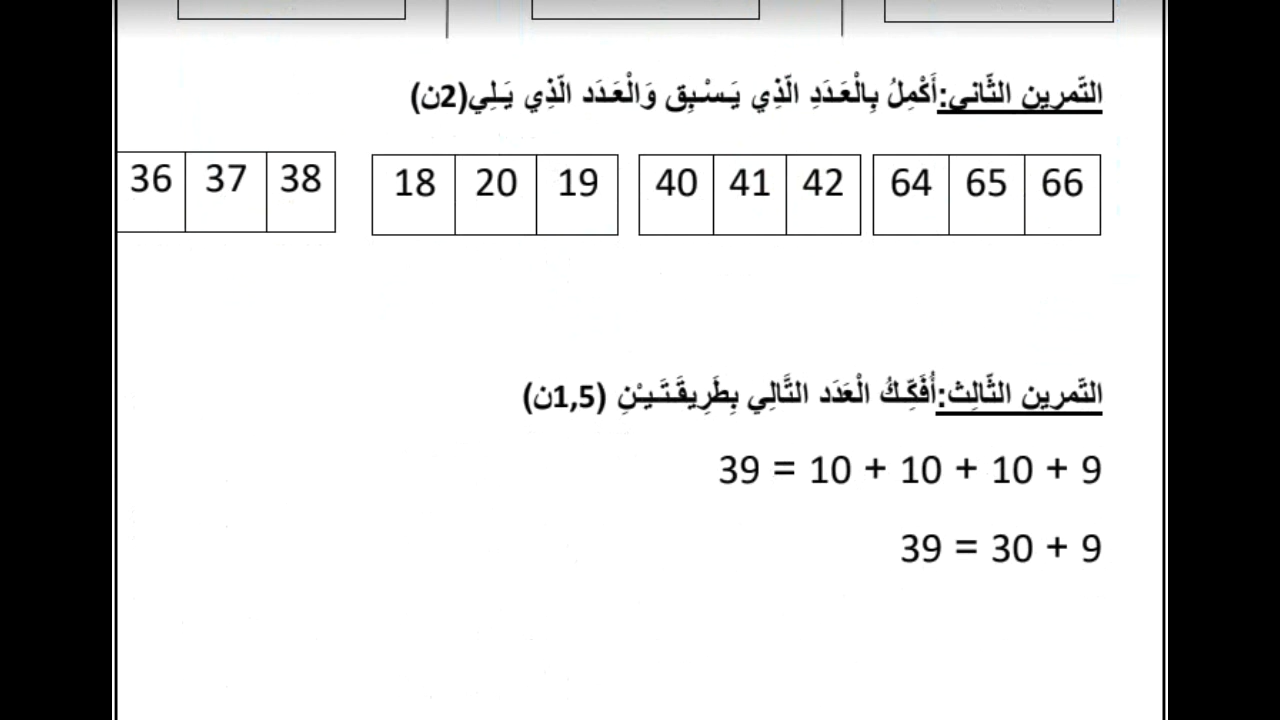 التّمرين الثّاني:أَكْمِلُ بِالْعَدَدِ الّذِي يَسْبِق وَالْعَدَد الّذِي يَلِي(2ن)
36 37 38 18 20 19 40 41 42 64 65 66
التّمرين الثّالِث:أُفَكِّكُ الْعَدَد التَّالِي بِطَرِيقَتَيْنِ (1,5ن)
39 = 10 + 10 + 10 + 9
39 = 30 + 9